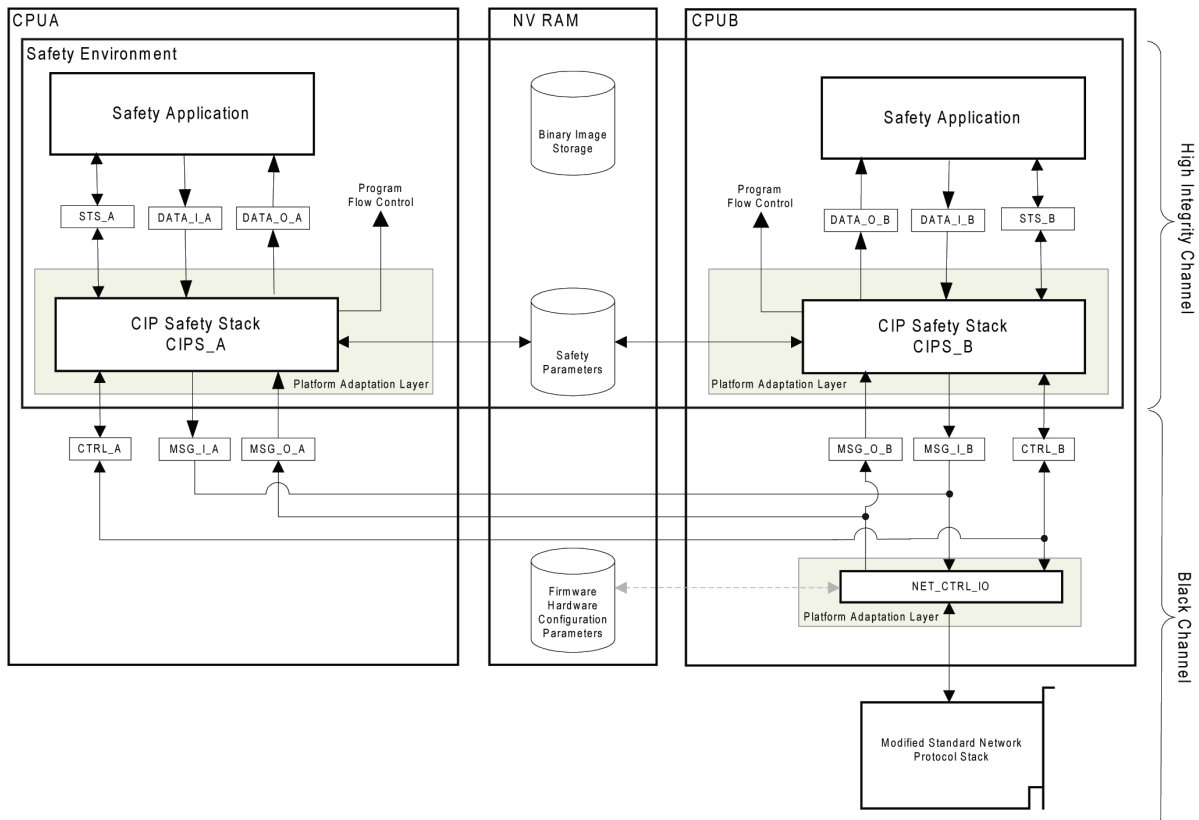 CPUA
NV RAM
CPUB
Safety Environment
Safety Application
Binary Image
Storage
Safety Application
Program
Flow Control
STS_A
DATA_I_A
DATA_O_A
Program
Flow Control
DATA_O_B
DATA_I_B
STS_B
High Integrity Channel
CIP Safety Stack
CIPS_A
Platform Adaptation Layer
Safety
Parameters
CIP Safety Stack
CIPS_B
Platform Adaptation Layer
CTRL_A
MSG_I_A
MSG_O_A
MSG_O_B
MSG_I_B
CTRL_B
Firmware
Hardware
Configuration
Parameters
NET_CTRL_IO
Platform Adaptation Layer
Black Channel
Modified Standard Network
Protocol Stack